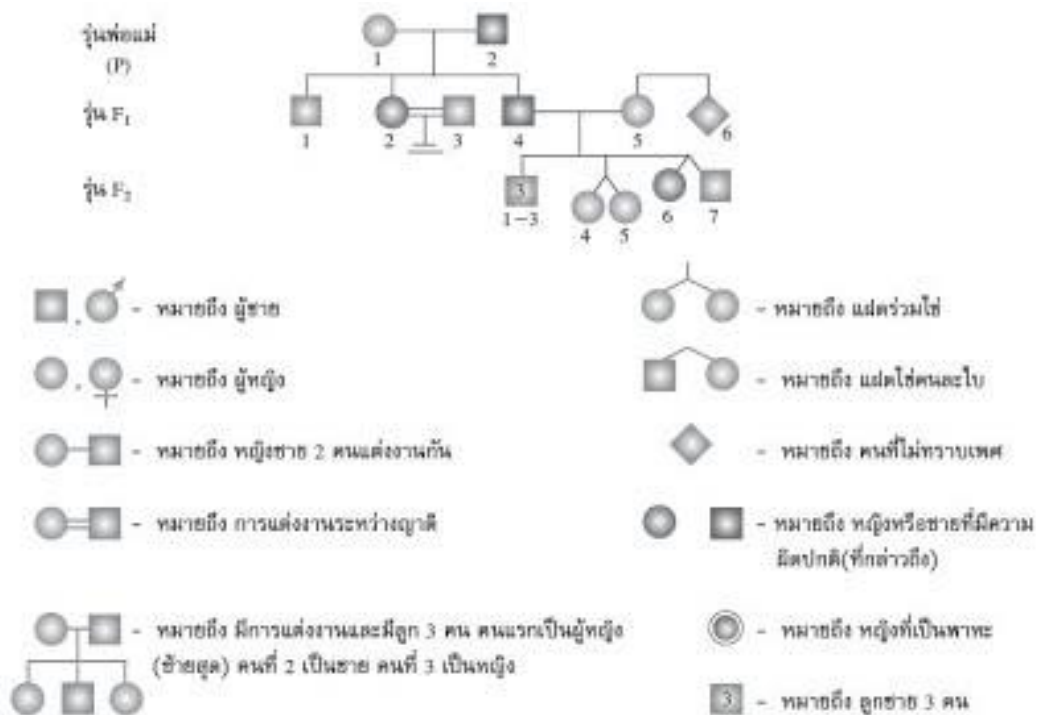 รุ่นพ่อแม่
(P)
1 2
รุ่น F₁
1 2 3 4 5 6
รุ่น F₂
3
1-3 4 5 6 7
, - หมายถึง ผู้ชาย
- หมายถึง แฝดร่วมไข่
, - หมายถึง ผู้หญิง
- หมายถึง แฝดไข่คนละใบ
- หมายถึง หญิงชาย 2 คนแต่งงานกัน
- หมายถึง คนที่ไม่ทราบเพศ
- หมายถึง การแต่งงานระหว่างญาติ
- หมายถึง หญิงหรือชายที่มีความ
ผิดปกติ(ที่กล่าวถึง)
- หมายถึง มีการแต่งงานและมีลูก 3 คน คนแรกเป็นผู้หญิง
(ซ้ายสุด) คนที่ 2 เป็นชาย คนที่ 3 เป็นหญิง
- หมายถึง หญิงที่เป็นพาหะ
3 - หมายถึง ลูกชาย 3 คน